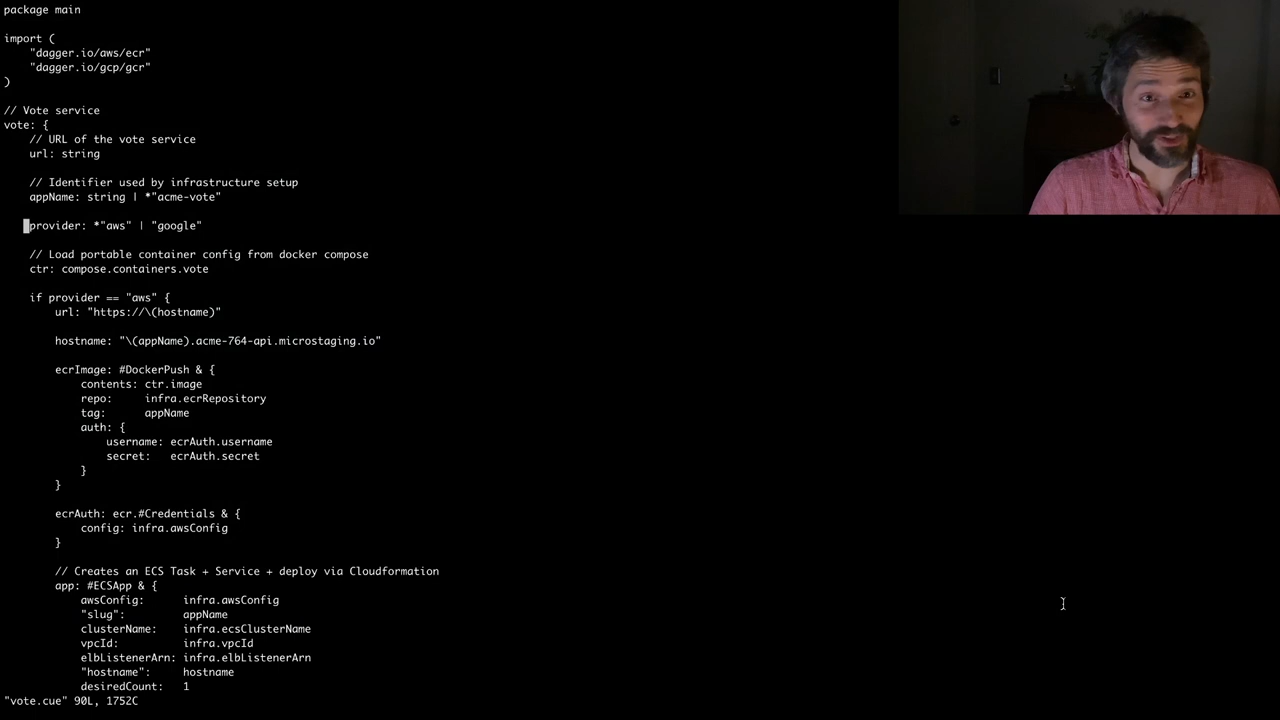 package main
import (
"dagger.io/aws/ecr"
"dagger.io/gcp/gcr"
)
// Vote service
vote: {
// URL of the vote service
url: string
// Identifier used by infrastructure setup
appName: string | *"acme-vote"
provider: *"aws" | "google"
// Load portable container config from docker compose
ctr: compose.containers.vote
if provider == "aws" {
url: "https://\(hostname)"
hostname: "\(appName).acme-764-api.microstaging.io"
ecrImage: #DockerPush & {
contents: ctr.image
repo: infra.ecrRepository
tag: appName
auth: {
username: ecrAuth.username
secret: ecrAuth.secret
}
}
ecrAuth: ecr.#Credentials & {
config: infra.awsConfig
}
// Creates an ECS Task + Service + deploy via Cloudformation
app: #ECSApp & {
awsConfig: infra.awsConfig
"slug": appName
clusterName: infra.ecsClusterName
vpcId: infra.vpcId
elbListenerArn: infra.elbListenerArn
"hostname": hostname
desiredCount: 1
"vote.cue" 90L, 1752C